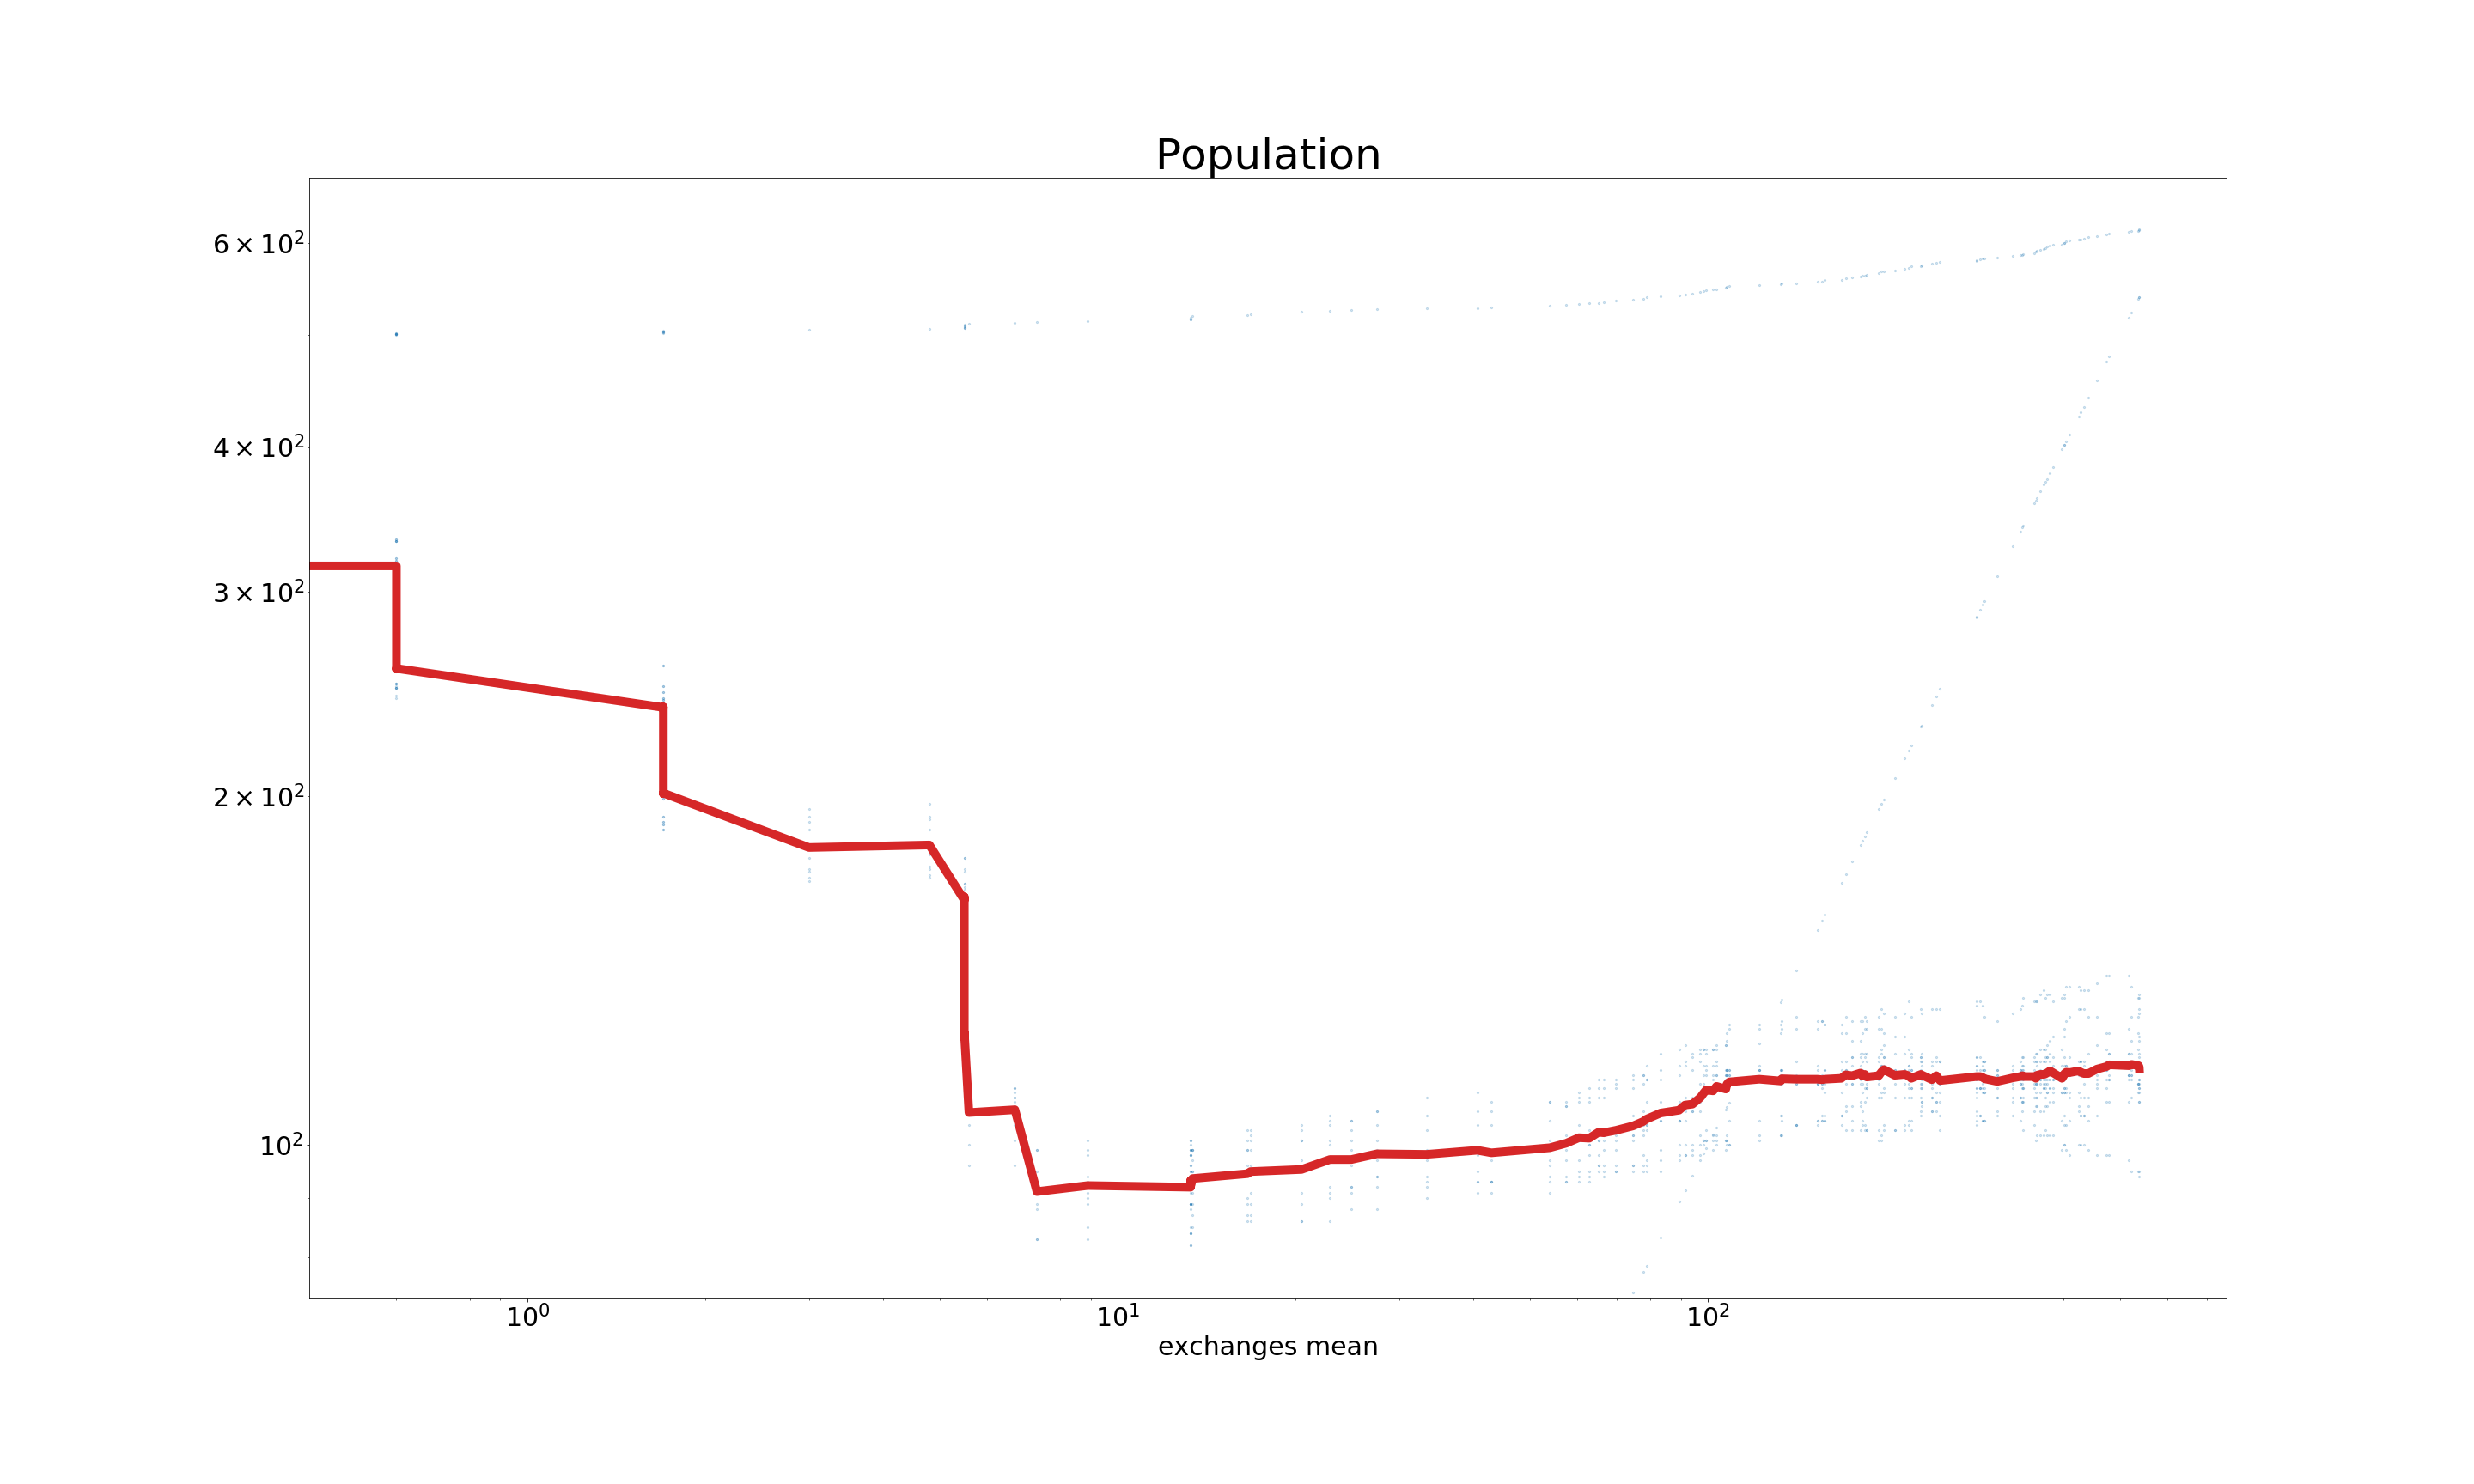 Population
6 × 10²
4 × 10²
3 × 10²
2 × 10²
10²
10⁰ 10¹ 10²
exchanges mean